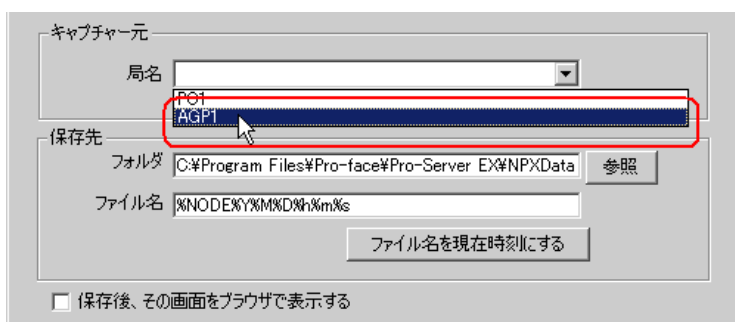 キャプチャー元
局名
PO1
AGP1
保存先
フォルダ C:¥Program Files¥Pro-face¥Pro-Server EX¥NPXData 参照
ファイル名 %NODE%Y%M%D%h%m%s
ファイル名を現在時刻にする
保存後、その画面をブラウザで表示する